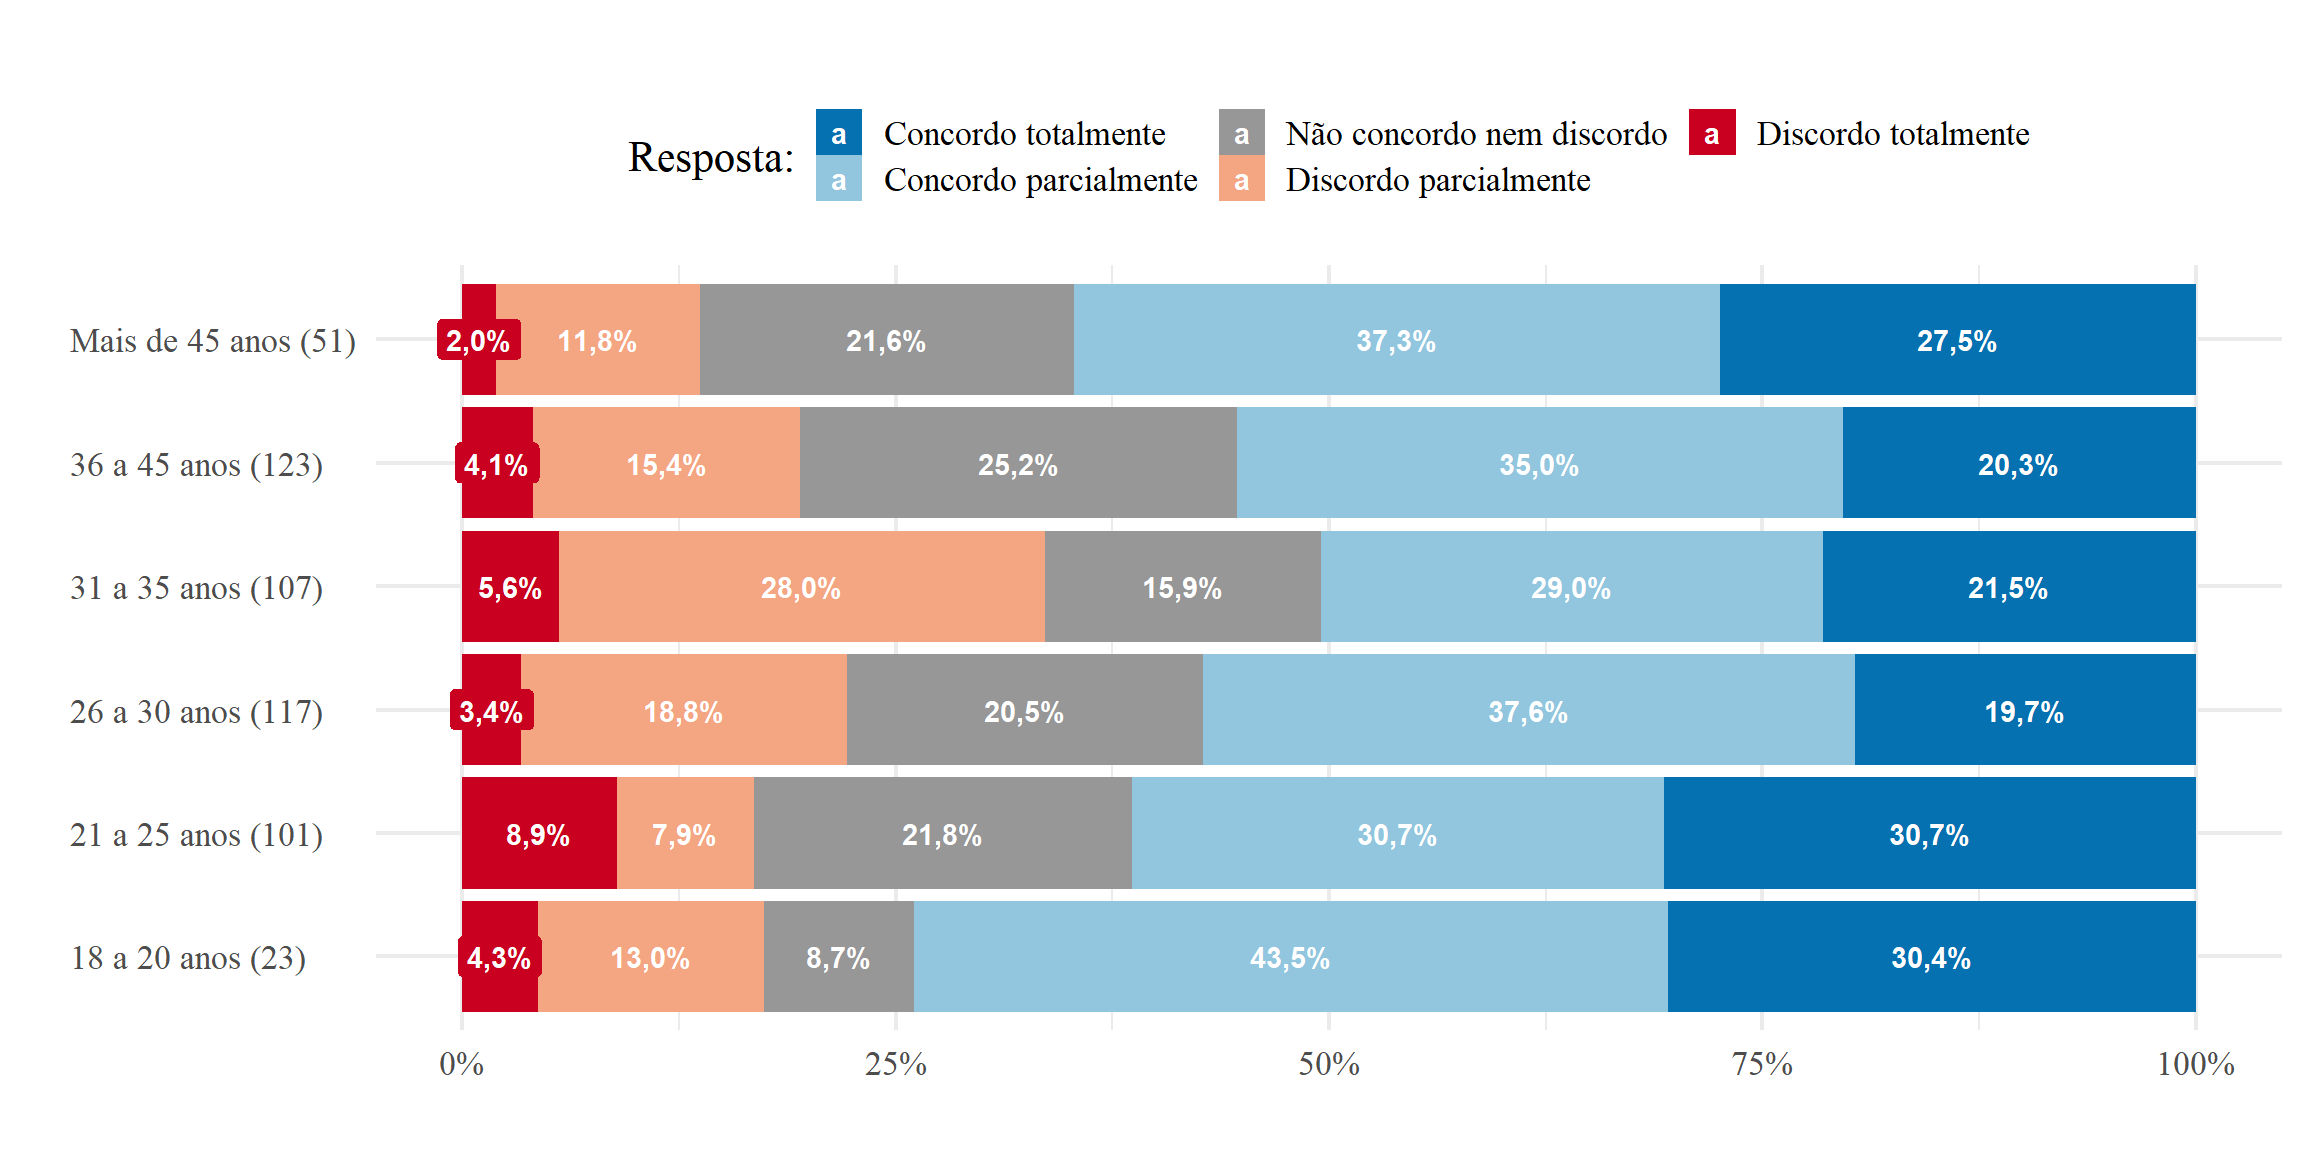 Resposta:
a Concordo totalmente a Não concordo nem discordo a Discordo totalmente
a Concordo parcialmente a Discordo parcialmente
Mais de 45 anos (51) 2,0% 11,8% 21,6% 37,3% 27,5%
36 a 45 anos (123) 4,1% 15,4% 25,2% 35,0% 20,3%
31 a 35 anos (107) 5,6% 28,0% 15,9% 29,0% 21,5%
26 a 30 anos (117) 3,4% 18,8% 20,5% 37,6% 19,7%
21 a 25 anos (101) 8,9% 7,9% 21,8% 30,7% 30,7%
18 a 20 anos (23) 4,3% 13,0% 8,7% 43,5% 30,4%
0% 25% 50% 75% 100%